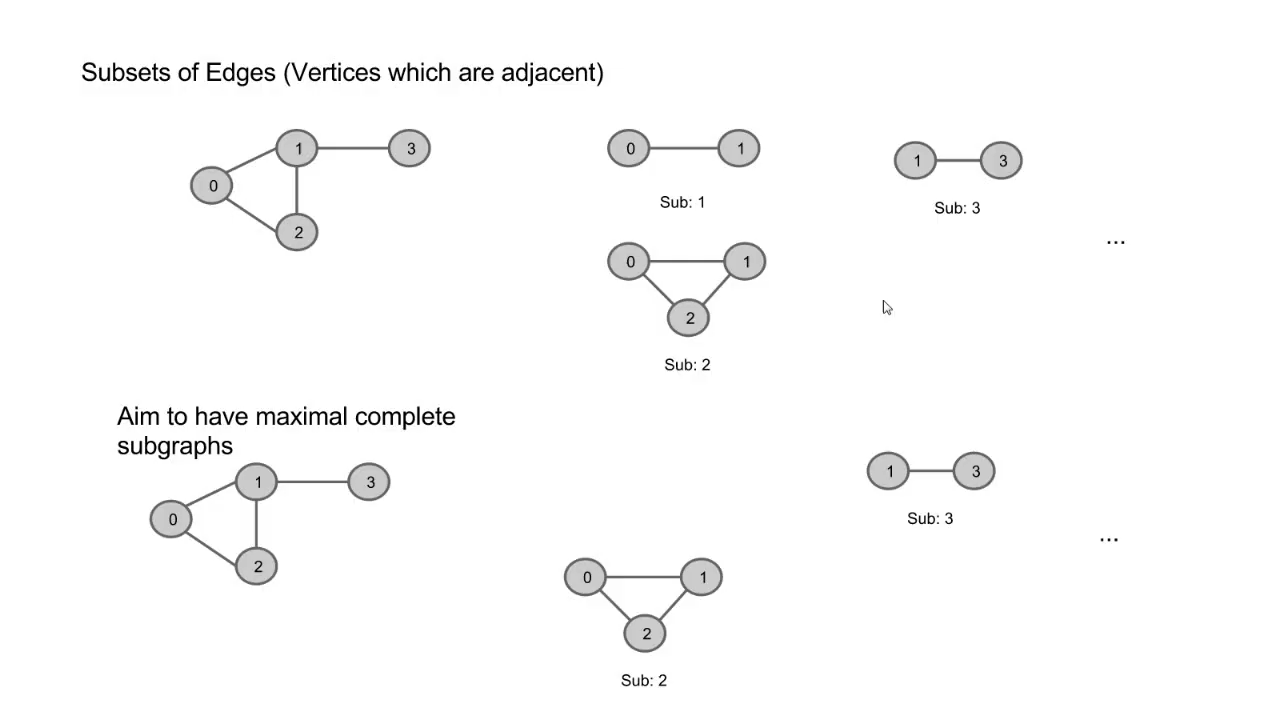 Subsets of Edges (Vertices which are adjacent)
1
3
0
2
0
1
Sub: 1
1
3
Sub: 3
...
0
1
2
Sub: 2
Aim to have maximal complete
subgraphs
1
3
0
2
1
3
Sub: 3
...
0
1
2
Sub: 2